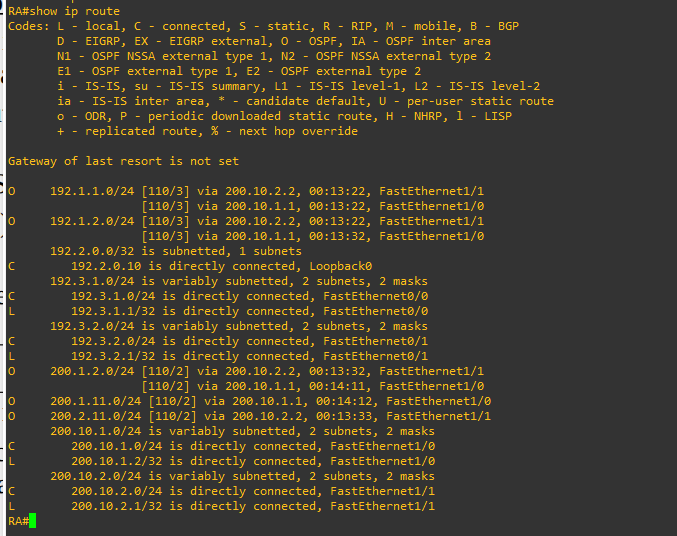 RA#show ip route
Codes: L - local, C - connected, S - static, R - RIP, M - mobile, B - BGP
       D - EIGRP, EX - EIGRP external, O - OSPF, IA - OSPF inter area
       N1 - OSPF NSSA external type 1, N2 - OSPF NSSA external type 2
       E1 - OSPF external type 1, E2 - OSPF external type 2
       i - IS-IS, su - IS-IS summary, L1 - IS-IS level-1, L2 - IS-IS level-2
       ia - IS-IS inter area, * - candidate default, U - per-user static route
       o - ODR, P - periodic downloaded static route, H - NHRP, l - LISP
       + - replicated route, % - next hop override
Gateway of last resort is not set
O     192.1.1.0/24 [110/3] via 200.10.2.2, 00:13:22, FastEthernet1/1
                   [110/3] via 200.10.1.1, 00:13:22, FastEthernet1/0
O     192.1.2.0/24 [110/3] via 200.10.2.2, 00:13:22, FastEthernet1/1
                   [110/3] via 200.10.1.1, 00:13:32, FastEthernet1/0
      192.2.0.0/32 is subnetted, 1 subnets
C        192.2.0.10 is directly connected, Loopback0
      192.3.1.0/24 is variably subnetted, 2 subnets, 2 masks
C        192.3.1.0/24 is directly connected, FastEthernet0/0
L        192.3.1.1/32 is directly connected, FastEthernet0/0
      192.3.2.0/24 is variably subnetted, 2 subnets, 2 masks
C        192.3.2.0/24 is directly connected, FastEthernet0/1
L        192.3.2.1/32 is directly connected, FastEthernet0/1
O     200.1.2.0/24 [110/2] via 200.10.2.2, 00:13:32, FastEthernet1/1
                   [110/2] via 200.10.1.1, 00:14:11, FastEthernet1/0
O     200.1.11.0/24 [110/2] via 200.10.1.1, 00:14:12, FastEthernet1/0
O     200.2.11.0/24 [110/2] via 200.10.2.2, 00:13:33, FastEthernet1/1
      200.10.1.0/24 is variably subnetted, 2 subnets, 2 masks
C        200.10.1.0/24 is directly connected, FastEthernet1/0
L        200.10.1.2/32 is directly connected, FastEthernet1/0
      200.10.2.0/24 is variably subnetted, 2 subnets, 2 masks
C        200.10.2.0/24 is directly connected, FastEthernet1/1
L        200.10.2.1/32 is directly connected, FastEthernet1/1
RA#